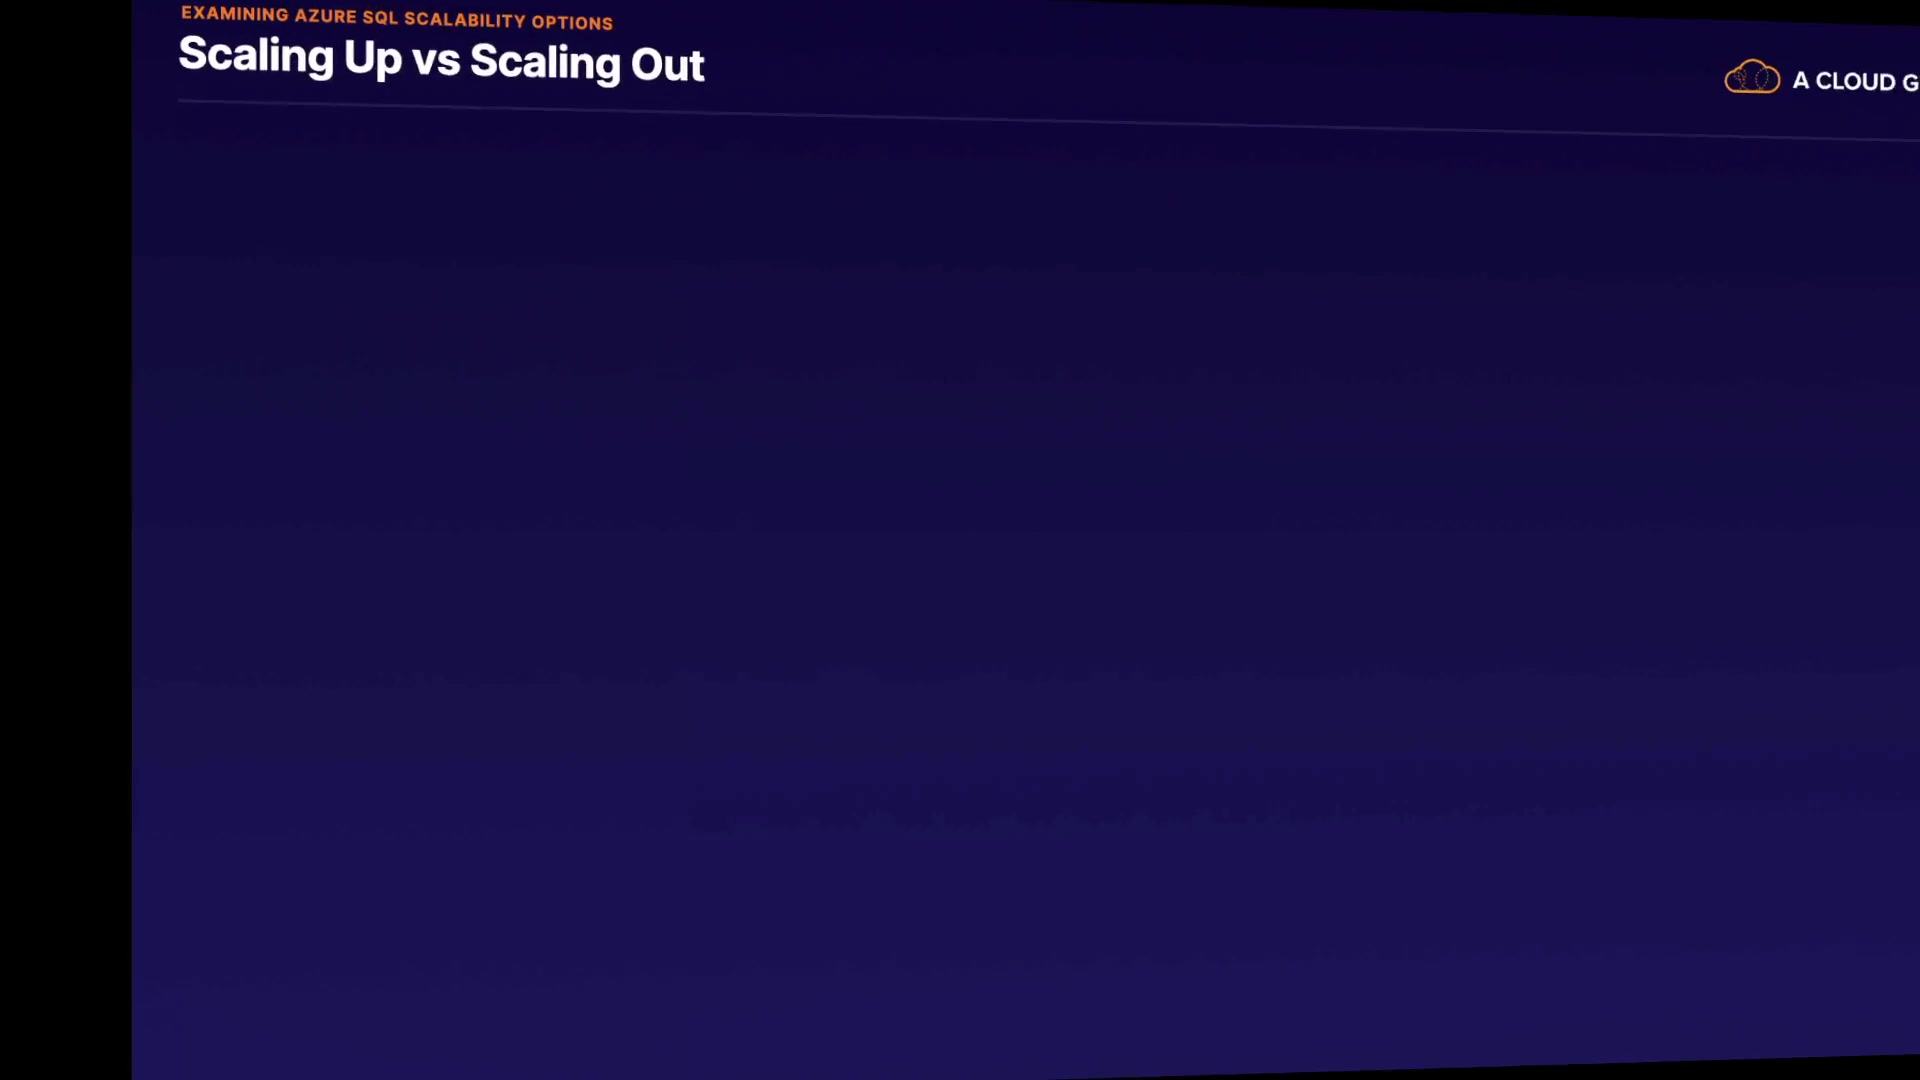 EXAMINING AZURE SQL SCALABILITY OPTIONS
Scaling Up vs Scaling Out
A CLOUD G